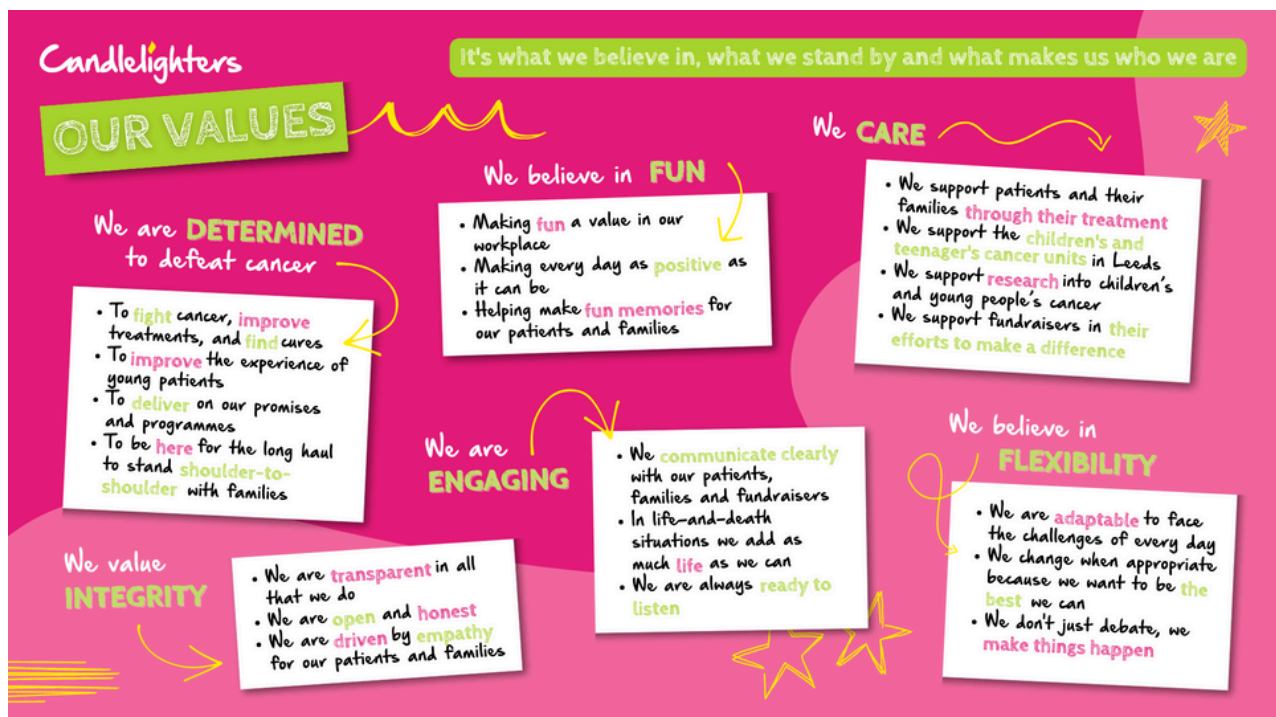 Candlelighters
It's what we believe in, what we stand by and what makes us who we are
OUR VALUES
We are DETERMINED
to defeat cancer
• To fight cancer, improve
treatments, and find cures
• To improve the experience of
young patients
• To deliver on our promises
and programmes
• To be here for the long haul
to stand shoulder-to-
shoulder with families
We believe in FUN
• Making fun a value in our
workplace
• Making every day as positive as
it can be
• Helping make fun memories for
our patients and families
We CARE
• We support patients and their
families through their treatment
• We support the children's and
teenager's cancer units in Leeds
• We support research into children's
and young people's cancer
• We support fundraisers in their
efforts to make a difference
We value
INTEGRITY
• We are transparent in all
that we do
• We are open and honest
• We are driven by empathy
for our patients and families
We are
ENGAGING
• We communicate clearly
with our patients,
families and fundraisers
• In life-and-death
situations we add as
much life as we can
• We are always ready to
listen
We believe in
FLEXIBILITY
• We are adaptable to face
the challenges of every day
• We change when appropriate
because we want to be the
best we can
• We don't just debate, we
make things happen